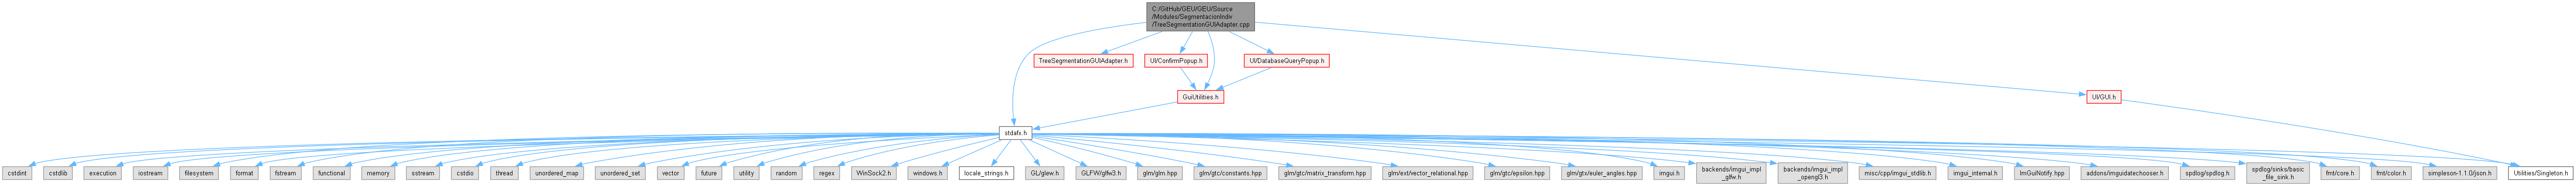 C:/GitHub/GEU/GEU/Source
/Modules/SegmentacionIndiv
/TreeSegmentationGUIAdapter.cpp
TreeSegmentationGUIAdapter.h
UI/ConfirmPopup.h
UI/DatabaseQueryPopup.h
GuiUtilities.h
UI/GUI.h
stdafx.h
cstdint
cstdlib
execution
iostream
filesystem
format
fstream
functional
memory
sstream
cstdio
thread
unordered_map
unordered_set
vector
future
utility
random
regex
WinSock2.h
windows.h
locale_strings.h
GL/glew.h
GLFW/glfw3.h
glm/glm.hpp
glm/gtc/constants.hpp
glm/gtc/matrix_transform.hpp
glm/ext/vector_relational.hpp
glm/gtc/epsilon.hpp
glm/gtx/euler_angles.hpp
imgui.h
backends/imgui_impl
_glfw.h
backends/imgui_impl
_opengl3.h
misc/cpp/imgui_stdlib.h
imgui_internal.h
ImGuiNotify.hpp
addons/imguidatechooser.h
spdlog/spdlog.h
spdlog/sinks/basic
_file_sink.h
fmt/core.h
fmt/color.h
simpleson-1.1.0/json.h
Utilities/Singleton.h